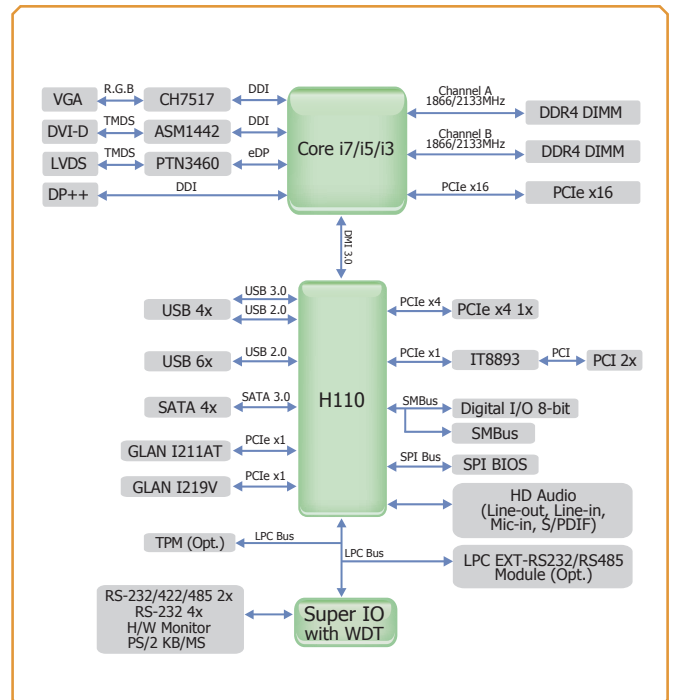 VGA
R.G.B
CH7517
DDI
DVI-D
TMDS
ASM1442
DDI
LVDS
TMDS
PTN3460
eDP
DP++
DDI
Core i7/i5/i3
Channel A
1866/2133MHz
DDR4 DIMM
Channel B
1866/2133MHz
DDR4 DIMM
PCIe x16
PCIe x16
DMI 3.0
USB 4x
USB 3.0
USB 2.0
USB 6x
USB 2.0
SATA 4x
SATA 3.0
GLAN I211AT
PCIe x1
GLAN I219V
PCIe x1
H110
PCIe x4
PCIe x4 1x
PCIe x1
IT8893
PCI
PCI 2x
SMBus
Digital I/O 8-bit
SMBus
SPI Bus
SPI BIOS
HD Audio
(Line-out, Line-in,
Mic-in, S/PDIF)
TPM (Opt.)
LPC Bus
LPC Bus
LPC EXT-RS232/RS485
Module (Opt.)
RS-232/422/485 2x
RS-232 4x
H/W Monitor
PS/2 KB/MS
Super IO
with WDT